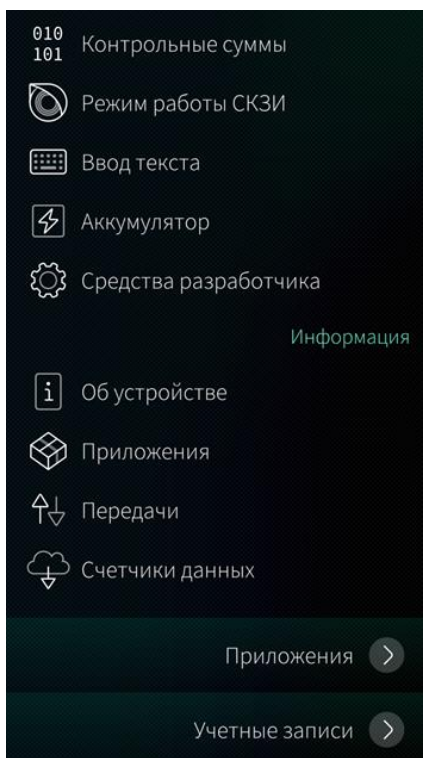 010
101
Контрольные суммы
Режим работы СКЗИ
Ввод текста
Аккумулятор
Средства разработчика
Информация
i
Об устройстве
Приложения
Передачи
Счетчики данных
Приложения
Учетные записи